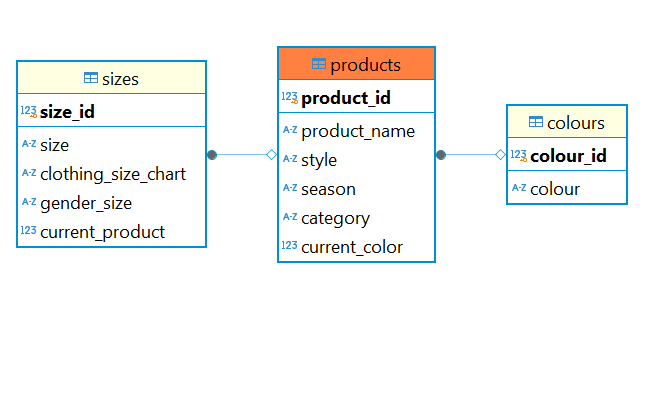 sizes
123 size_id
A-Z size
A-Z clothing_size_chart
A-Z gender_size
123 current_product
products
123 product_id
A-Z product_name
A-Z style
A-Z season
A-Z category
123 current_color
colours
123 colour_id
A-Z colour